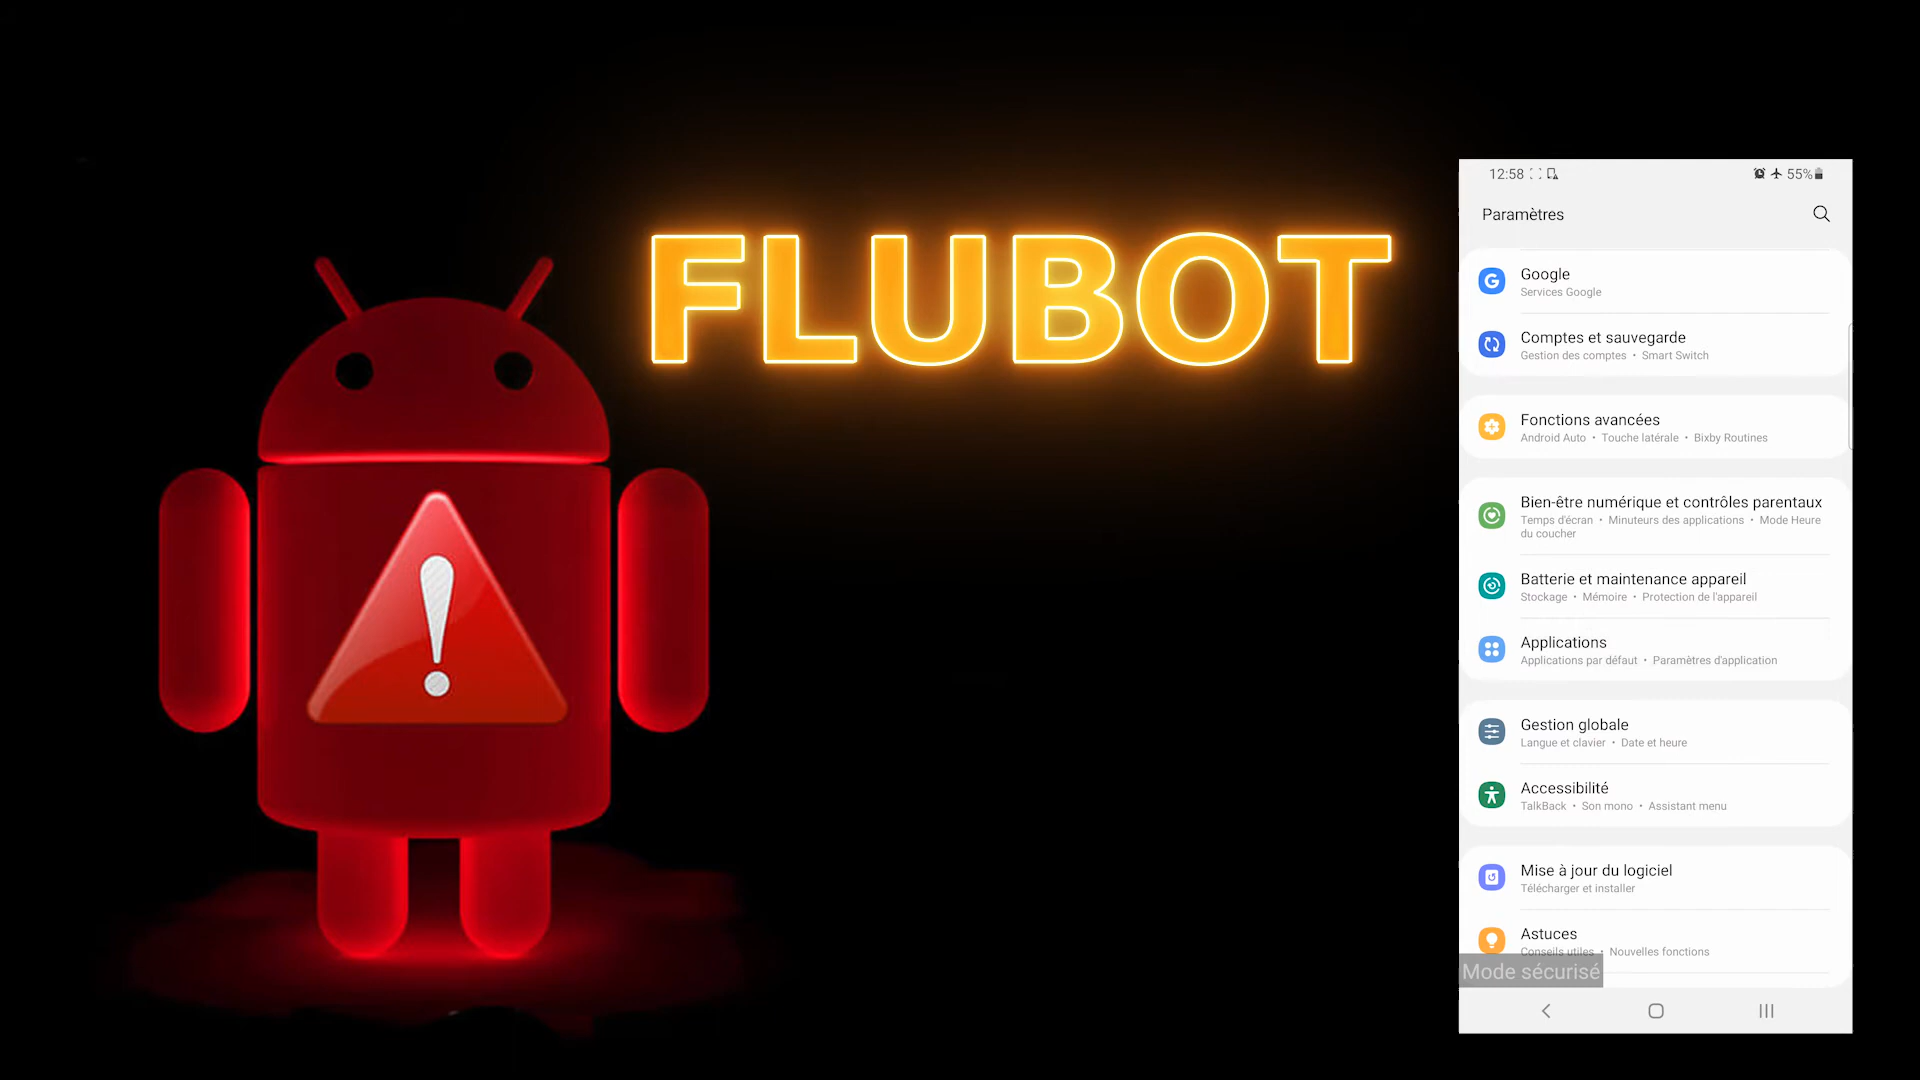 FLUBOT
12:58
55%
Paramètres
Google
Services Google
Comptes et sauvegarde
Gestion des comptes • Smart Switch
Fonctions avancées
Android Auto • Touche latérale • Bixby Routines
Bien-être numérique et contrôles parentaux
Temps d'écran • Minuteurs des applications • Mode Heure
du coucher
Batterie et maintenance appareil
Stockage • Mémoire • Protection de l'appareil
Applications
Applications par défaut • Paramètres d'application
Gestion globale
Langue et clavier • Date et heure
Accessibilité
TalkBack • Son mono • Assistant menu
Mise à jour du logiciel
Télécharger et installer
Astuces
Conseils utiles • Nouvelles fonctions
Mode sécurisé